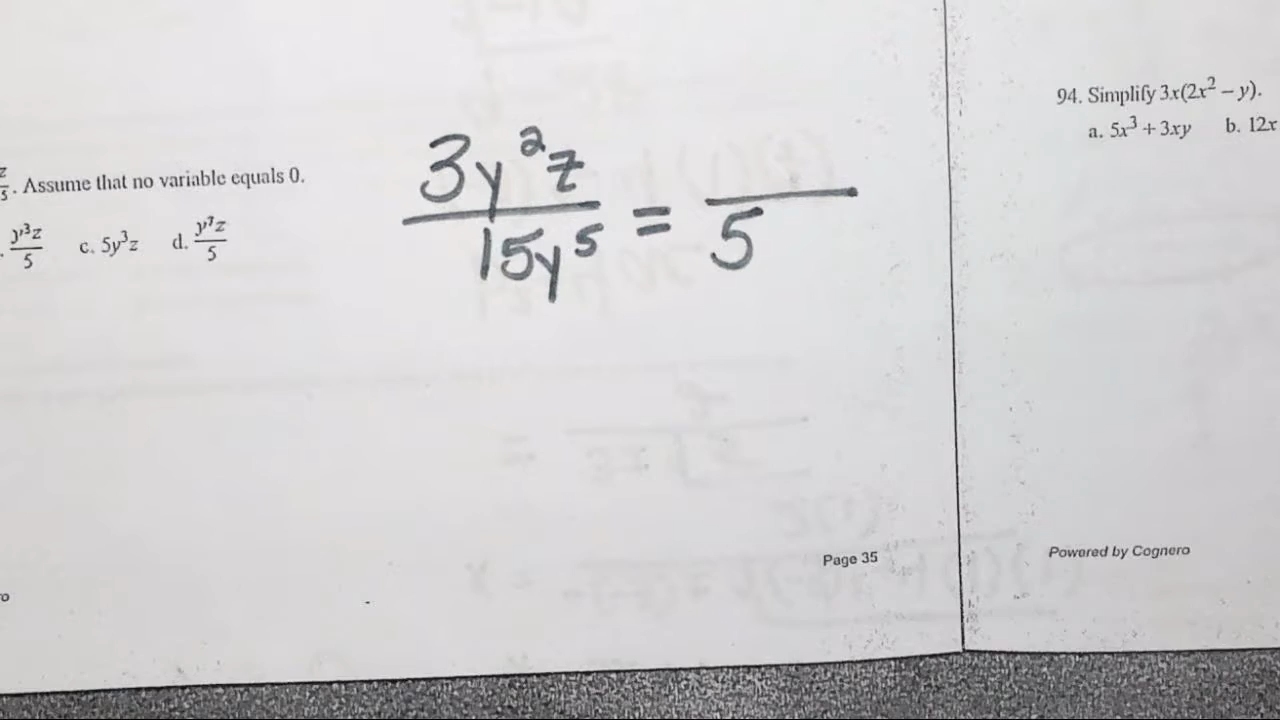 z/5. Assume that no variable equals 0.
. y³z/5 c. 5y³z d. y⁷z/5
3y²z/15y⁵ = /5
94. Simplify 3x(2x² – y).
a. 5x³ + 3xy b. 12x
Page 35
Powered by Cognero